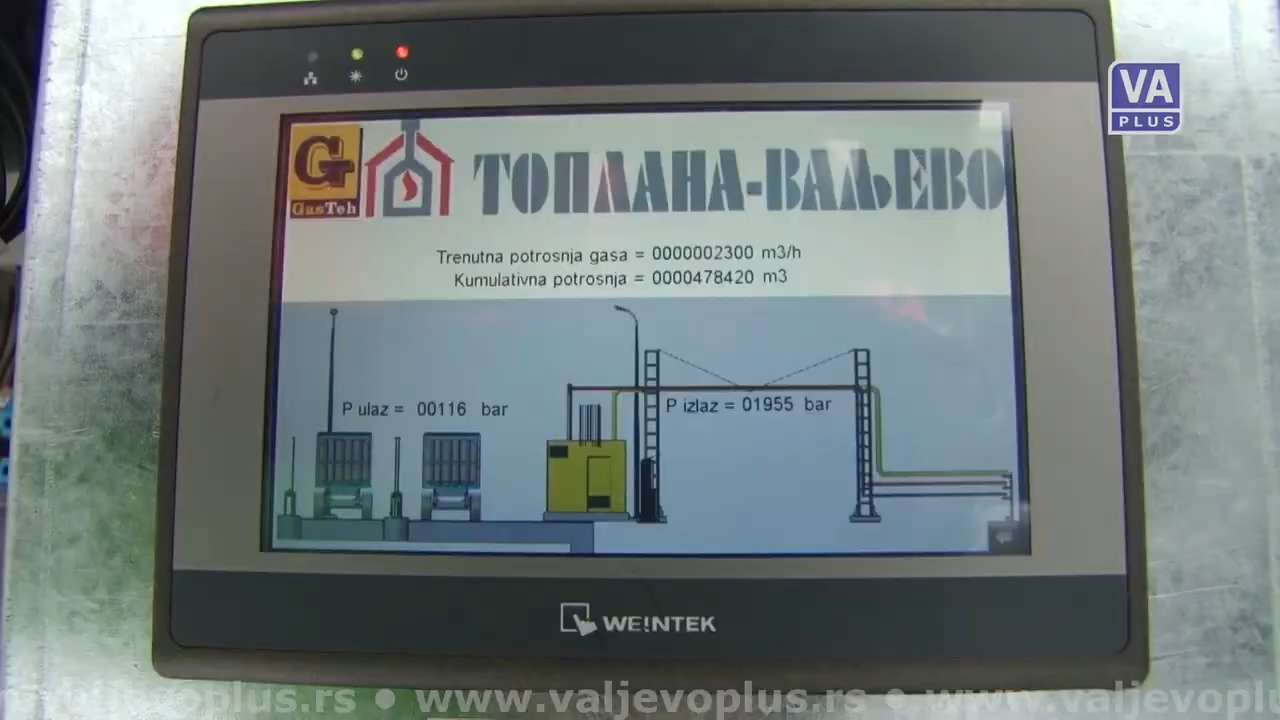 VA
PLUS
G
GasTeh
ТОПЛАНА-ВАЉЕВО
Trenutna potrosnja gasa = 0000002300 m3/h
Kumulativna potrosnja = 0000478420 m3
P ulaz = 00116 bar
P izlaz = 01955 bar
WEINTEK
valjevoplus.rs ● www.valjevoplus.rs ● www.valjevoplu